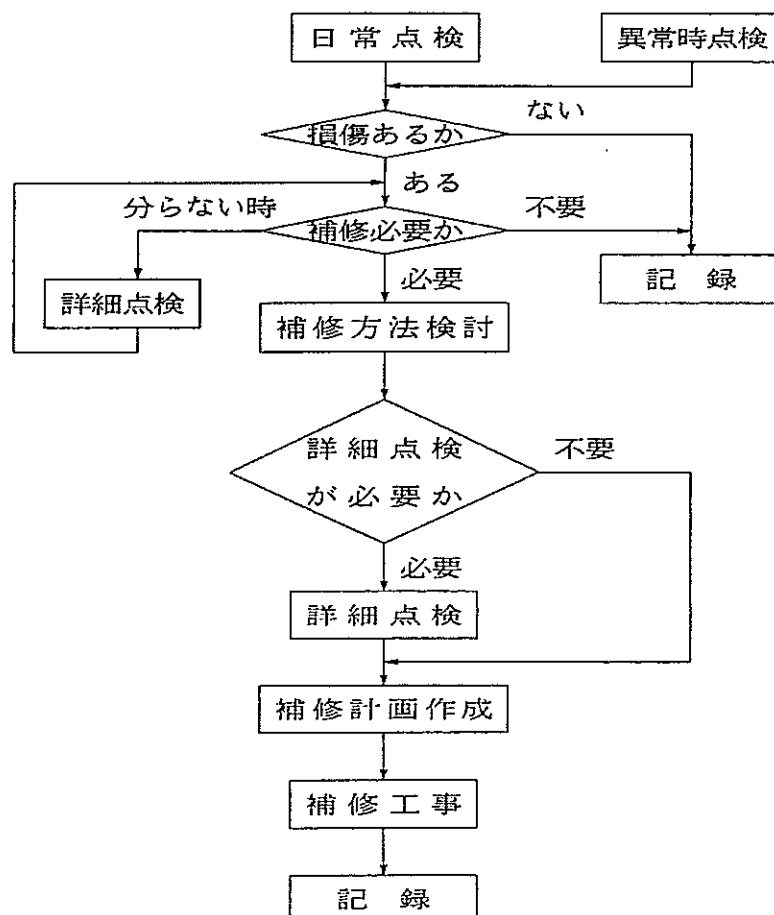 日常点検
異常時点検
ない
損傷あるか
ある
分らない時
補修必要か
不要
詳細点検
必要
記録
補修方法検討
詳細点検
が必要か
不要
必要
詳細点検
補修計画作成
補修工事
記録